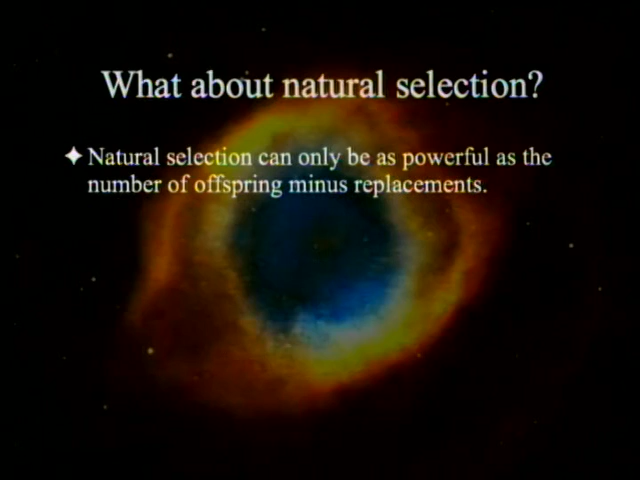 What about natural selection?
Natural selection can only be as powerful as the
number of offspring minus replacements.